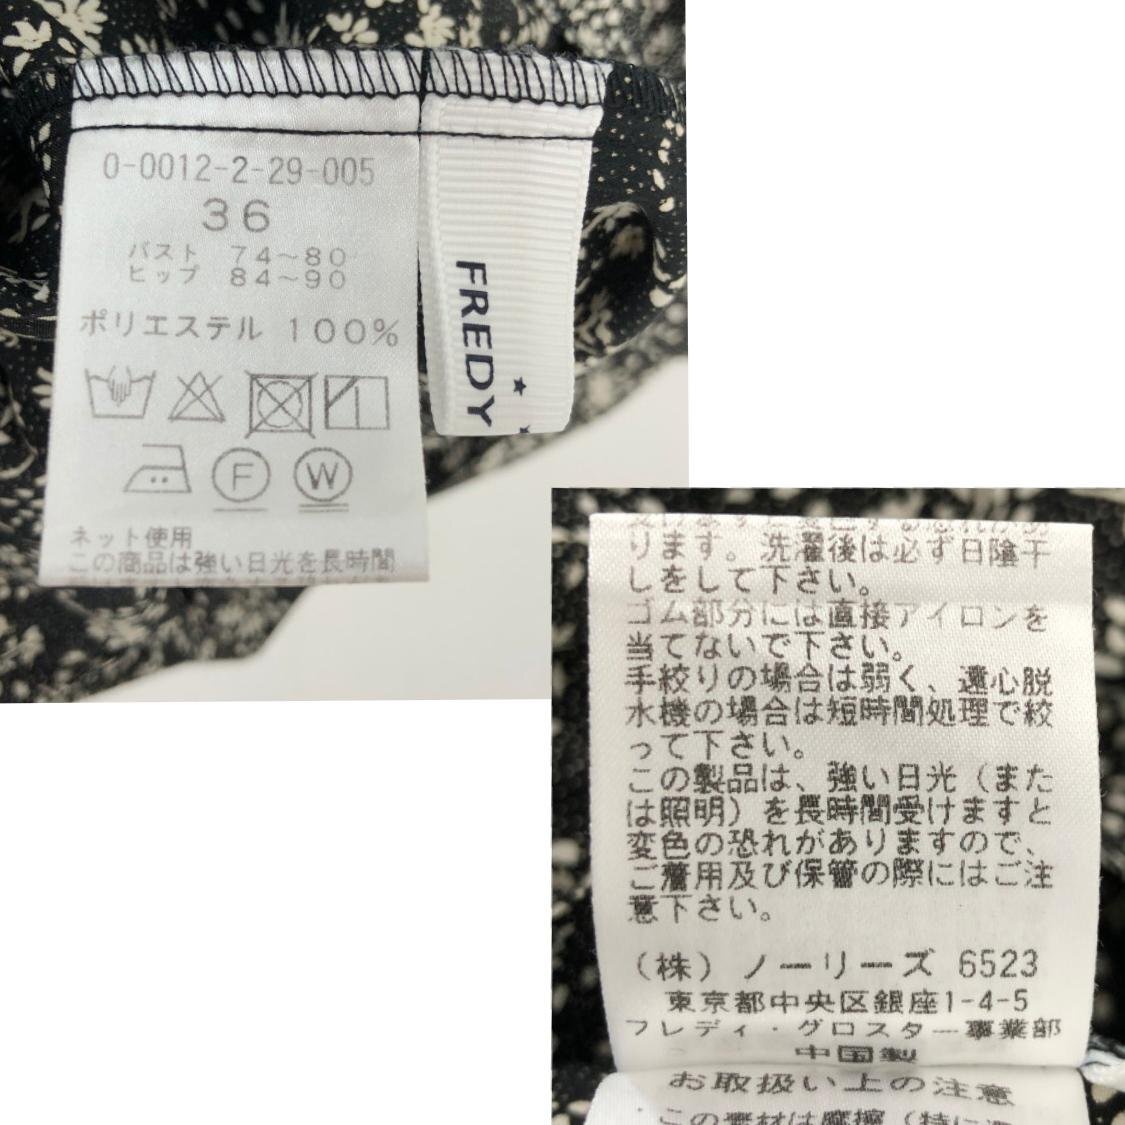 0-0012-2-29-005
36
バスト 74～80
ヒップ 84～90
ポリエステル 100%
F W
ネット使用
この商品は強い日光を長時間
FREDY
ります。洗濯後は必ず日陰干
しをして下さい。
ゴム部分には直接アイロンを
当てないで下さい。
手絞りの場合は弱く、遠心脱
水機の場合は短時間処理で絞
って下さい。
この製品は、強い日光（また
は照明）を長時間受けますと
変色の恐れがありますので、
ご着用及び保管の際にはご注
意下さい。
（株）ノーリーズ 6523
東京都中央区銀座1-4-5
フレディ・グロスター事業部
中国製
お取扱い上の注意
この素材は摩擦（特に